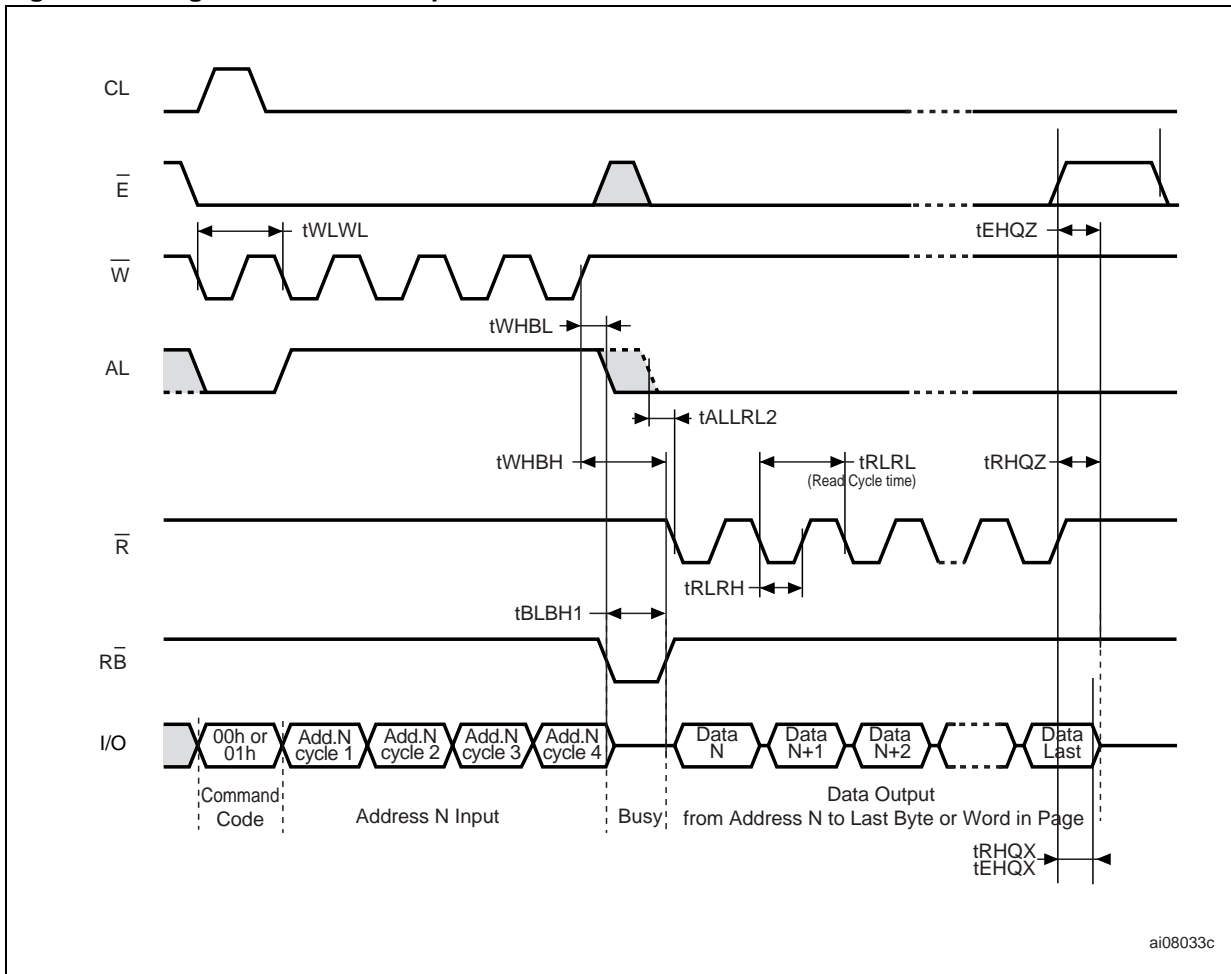 CL
E
tWLWL
tEHQZ
W
tWHBL
AL
tALLRL2
tWHBH
tRLRL
(Read Cycle time)
tRHQZ
R
tRLRH
tBLBH1
RB
I/O
00h or
01h
Add.N
cycle 1
Add.N
cycle 2
Add.N
cycle 3
Add.N
cycle 4
Data
N
Data
N+1
Data
N+2
Data
Last
Command
Code
Address N Input
Busy
Data Output
from Address N to Last Byte or Word in Page
tRHQX
tEHQX
ai08033c